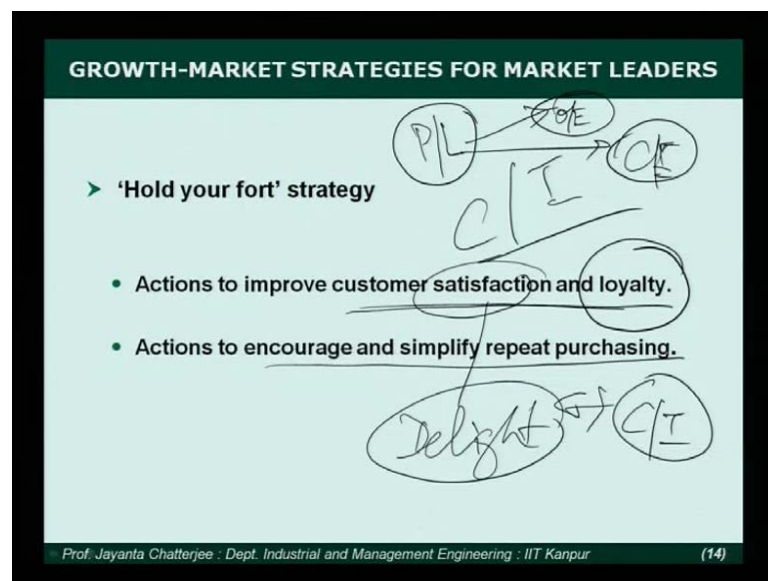 GROWTH-MARKET STRATEGIES FOR MARKET LEADERS
P/L
O/E
C/E
➤ ‘Hold your fort’ strategy
C/I
• Actions to improve customer satisfaction and loyalty.
• Actions to encourage and simplify repeat purchasing.
Delight
C/I
Prof. Jayanta Chatterjee : Dept. Industrial and Management Engineering : IIT Kanpur (14)